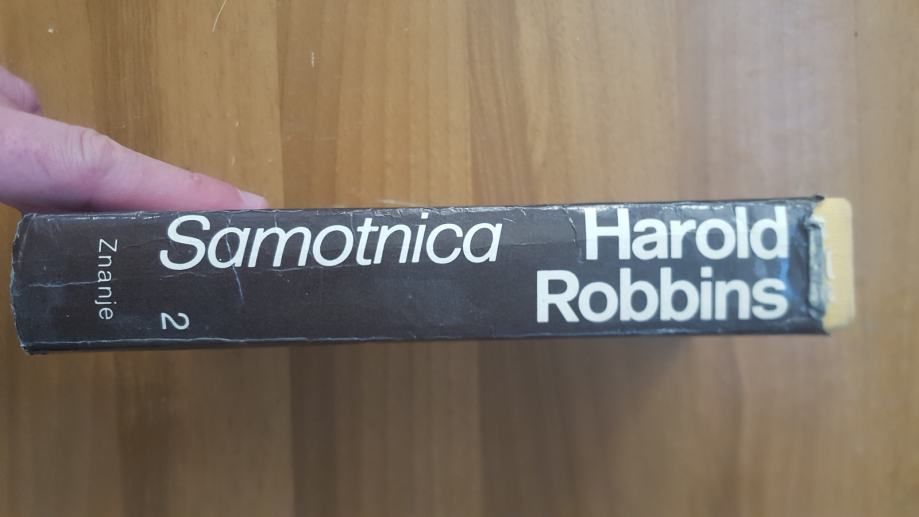 Samotnica
Harold
Robbins
Znanje
2